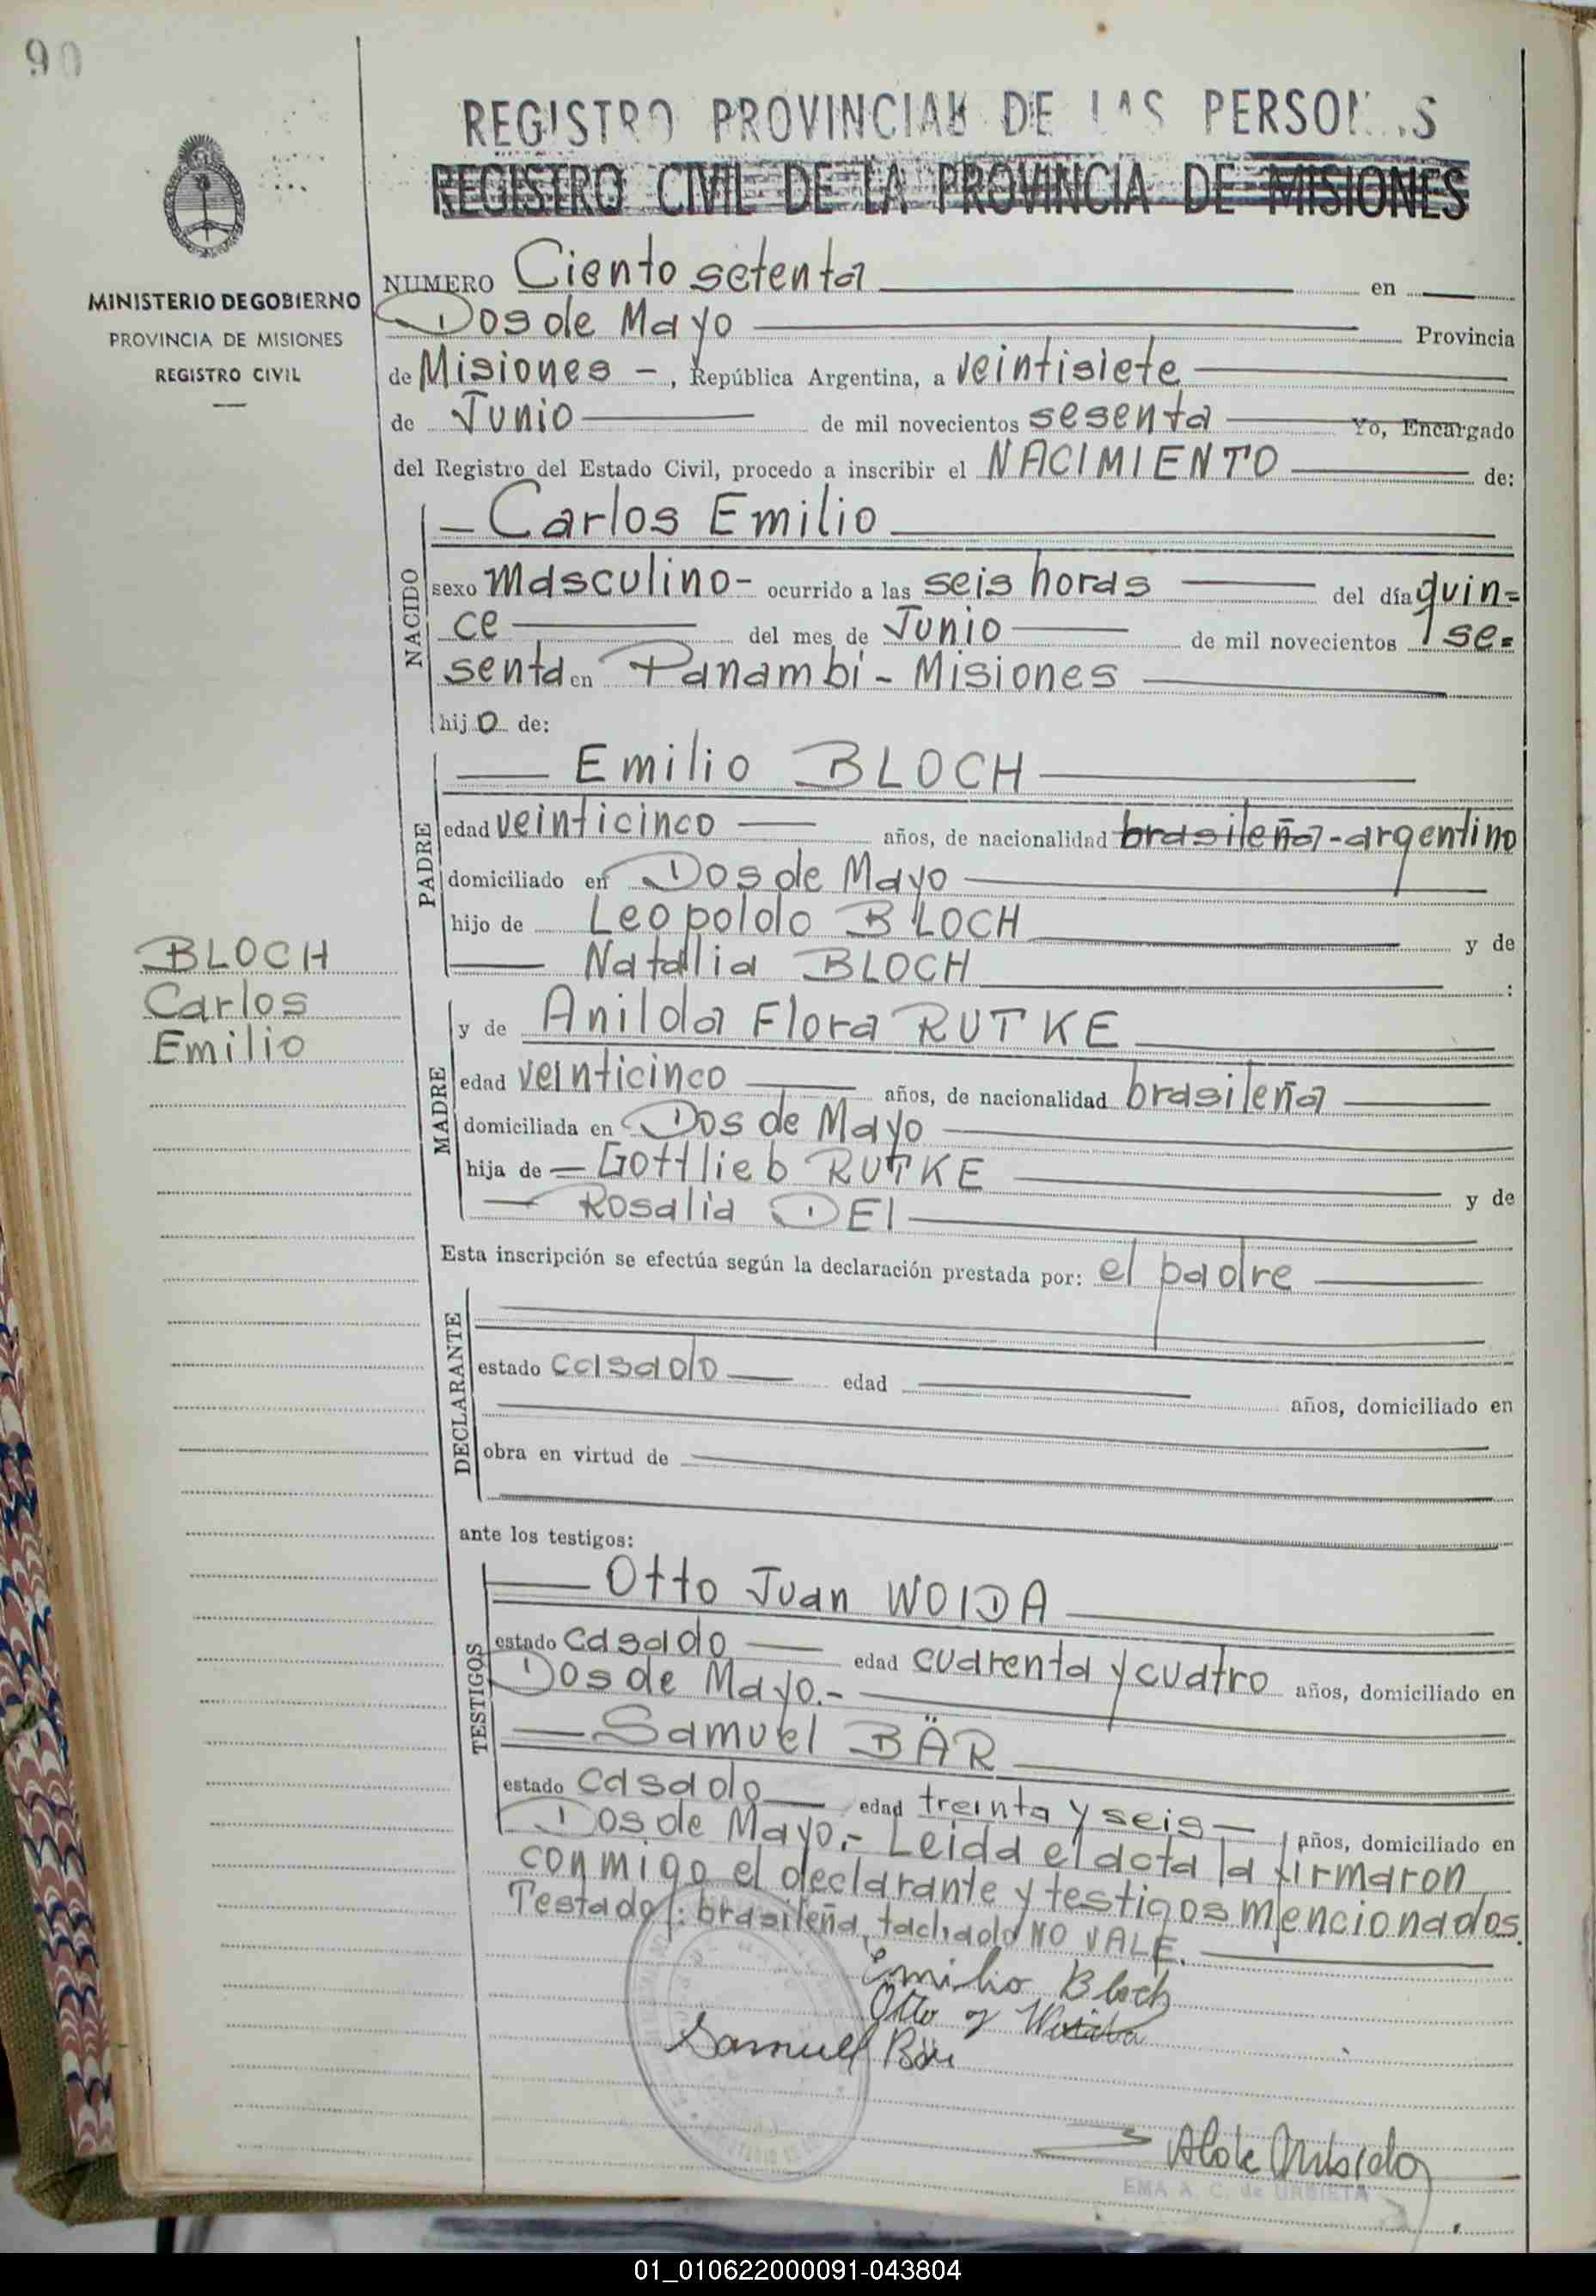 90
REGISTRO PROVINCIAL DE LAS PERSONAS
REGISTRO CIVIL DE LA PROVINCIA DE MISIONES
MINISTERIO DE GOBIERNO
PROVINCIA DE MISIONES
REGISTRO CIVIL
NUMERO Ciento setenta en
Dos de Mayo Provincia
de Misiones -, República Argentina, a veintisiete
de Junio de mil novecientos sesenta Yo, Encargado
del Registro del Estado Civil, procedo a inscribir el NACIMIENTO de:
NACIDO
- Carlos Emilio
sexo masculino - ocurrido a las seis horas del día quin=
ce del mes de Junio de mil novecientos se=
senta en Panambí - Misiones
hijo de:
PADRE
Emilio BLOCH
edad veinticinco años, de nacionalidad brasileña - argentino
domiciliado en Dos de Mayo
hijo de Leopoldo BLOCH y de
Natalia BLOCH :
BLOCH
Carlos
Emilio
MADRE
y de Anilda Flora RUTKE
edad veinticinco años, de nacionalidad brasileña
domiciliada en Dos de Mayo
hija de - Gottlieb RUTKE y de
Rosalia DEI
Esta inscripción se efectúa según la declaración prestada por: el padre
DECLARANTE
estado casado edad años, domiciliado en
obra en virtud de
ante los testigos:
TESTIGOS
Otto Juan WOIDA
estado casado edad cuarenta y cuatro años, domiciliado en
Dos de Mayo.-
Samuel BÄR
estado casado edad treinta y seis años, domiciliado en
Dos de Mayo.- Leida el acta la firmaron
conmigo el declarante y testigos mencionados.
Testado: brasileña, tachado NO VALE.
Emilio Bloch
Otto J Woida
Samuel Bär
EMA A. C. de URBIETA
01_010622000091-043804